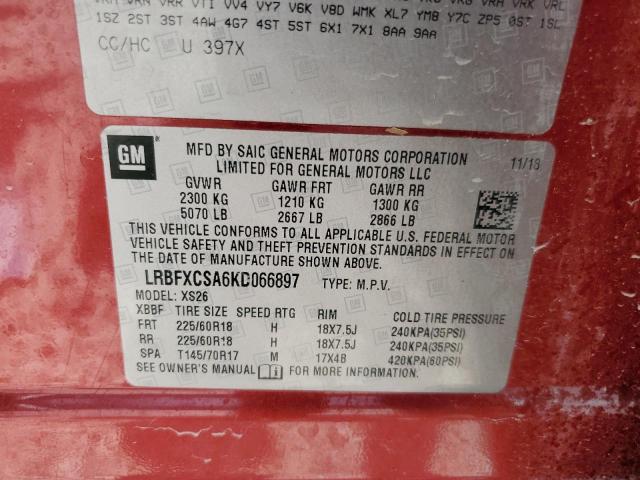 1SZ 2ST 3ST 4AW 4G7 4ST 5ST 6X1 7X1 8AA 9AA
CC/HC U 397X
GM
MFD BY SAIC GENERAL MOTORS CORPORATION 11/18
LIMITED FOR GENERAL MOTORS LLC
GVWR GAWR FRT GAWR RR
2300 KG 1210 KG 1300 KG
5070 LB 2667 LB 2866 LB
THIS VEHICLE CONFORMS TO ALL APPLICABLE U.S. FEDERAL MOTOR
VEHICLE SAFETY AND THEFT PREVENTION STANDARDS IN EFFECT ON
THE DATE OF MANUFACTURE SHOWN ABOVE.
LRBFXCSA6KD066897 TYPE: M.P.V.
MODEL: XS26
XBBF TIRE SIZE SPEED RTG RIM COLD TIRE PRESSURE
FRT 225/60R18 H 18X7.5J 240KPA(35PSI)
RR 225/60R18 H 18X7.5J 240KPA(35PSI)
SPA T145/70R17 M 17X4B 420KPA(60PSI)
SEE OWNER'S MANUAL FOR MORE INFORMATION.